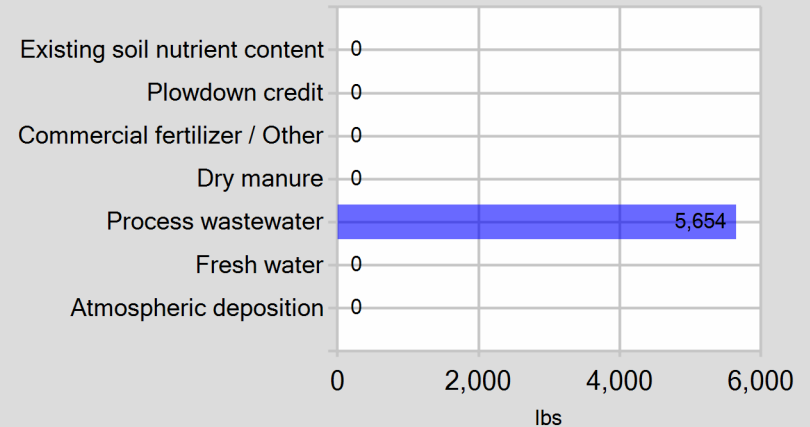 Existing soil nutrient content 0
Plowdown credit 0
Commercial fertilizer / Other 0
Dry manure 0
Process wastewater 5,654
Fresh water 0
Atmospheric deposition 0
0 2,000 4,000 6,000
lbs